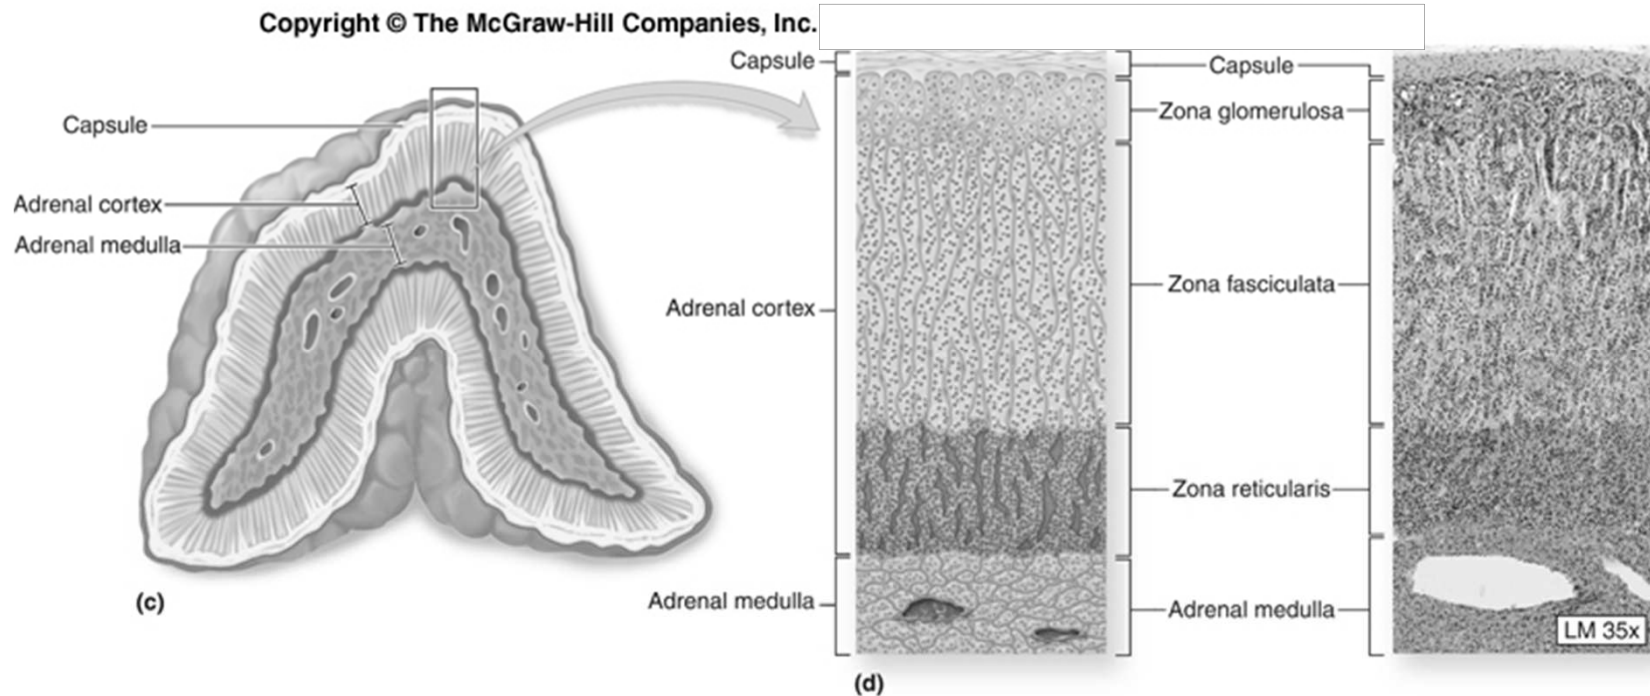 Copyright © The McGraw-Hill Companies, Inc.
Capsule
Adrenal cortex
Adrenal medulla
(c)
Capsule
Adrenal cortex
Adrenal medulla
Capsule
Zona glomerulosa
Zona fasciculata
Zona reticularis
Adrenal medulla
LM 35x
(d)